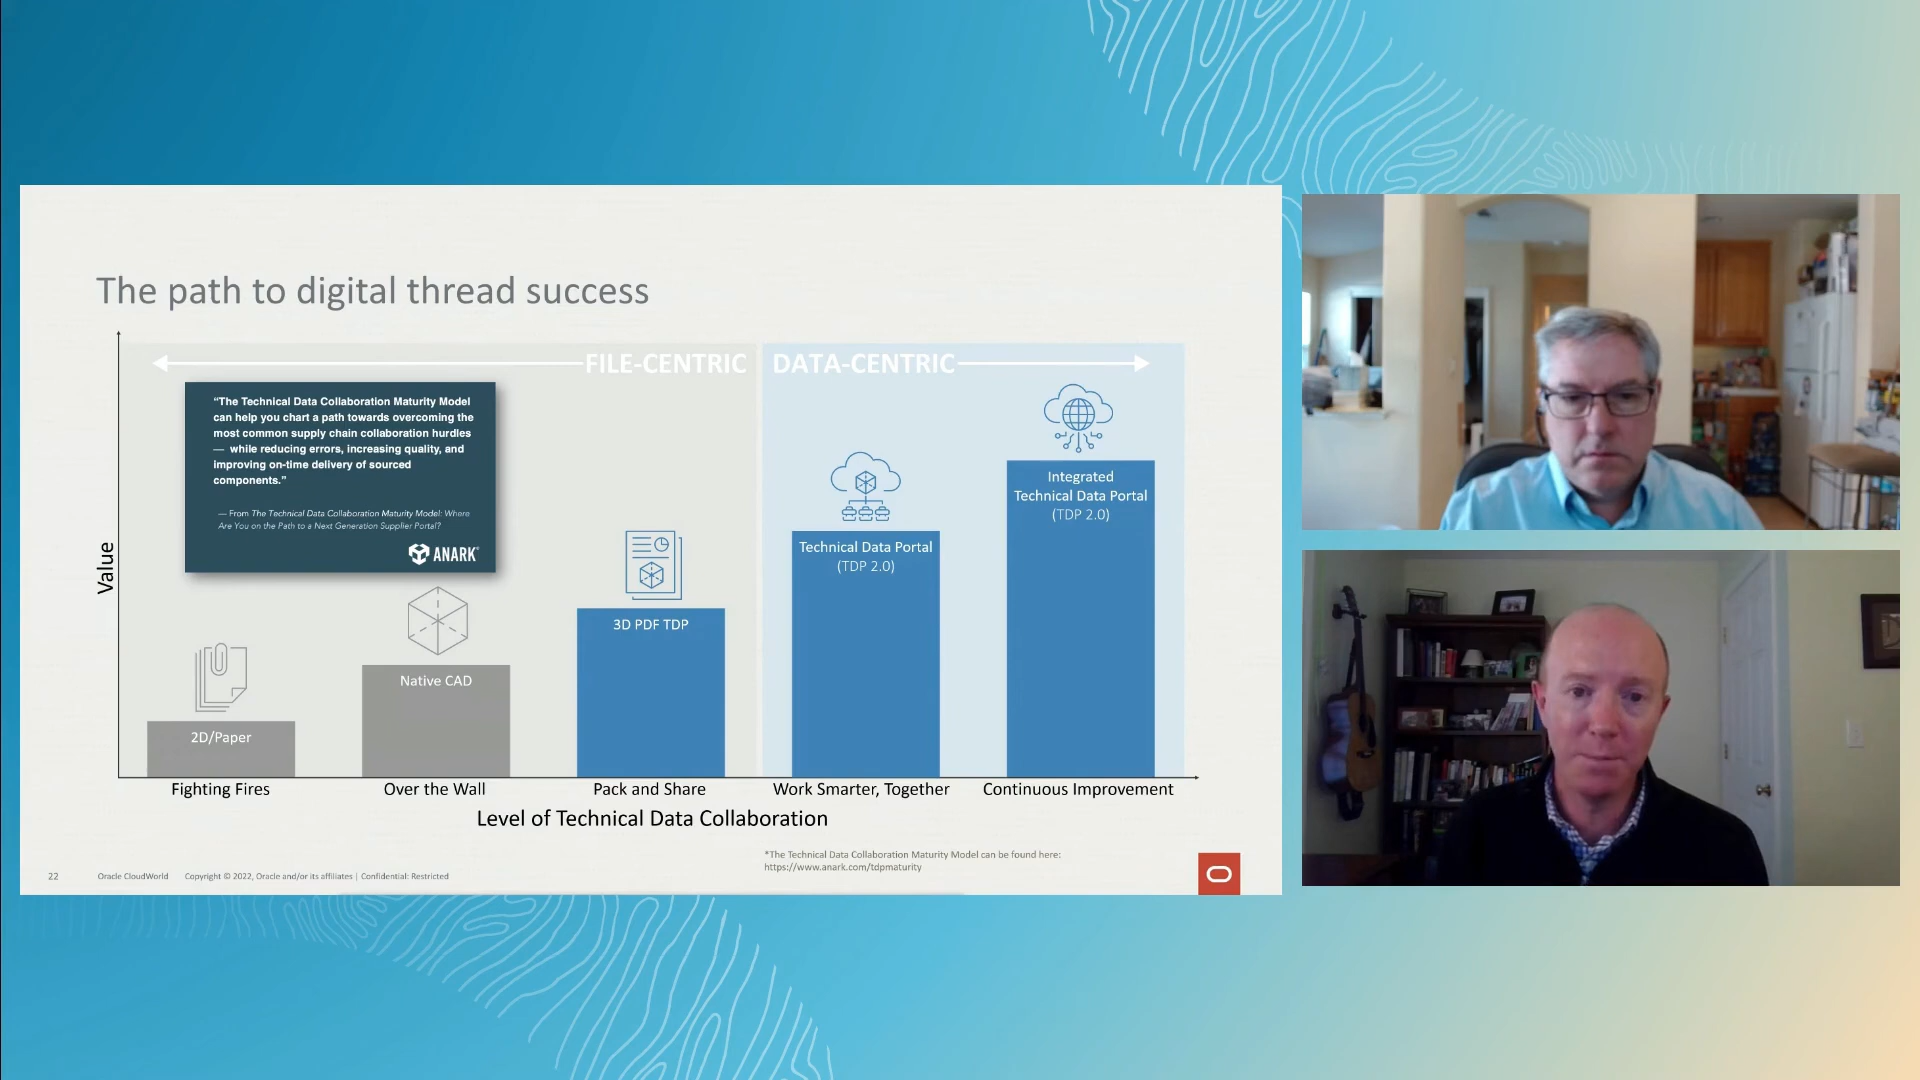 The path to digital thread success
FILE-CENTRIC
DATA-CENTRIC
“The Technical Data Collaboration Maturity Model
can help you chart a path towards overcoming the
most common supply chain collaboration hurdles
— while reducing errors, increasing quality, and
improving on-time delivery of sourced
components.”
— From The Technical Data Collaboration Maturity Model: Where
Are You on the Path to a Next Generation Supplier Portal?
ANARK
Value
2D/Paper
Native CAD
3D PDF TDP
Technical Data Portal
(TDP 2.0)
Integrated
Technical Data Portal
(TDP 2.0)
Fighting Fires
Over the Wall
Pack and Share
Work Smarter, Together
Continuous Improvement
Level of Technical Data Collaboration
*The Technical Data Collaboration Maturity Model can be found here:
https://www.anark.com/tdpmaturity
22
Oracle CloudWorld
Copyright © 2022, Oracle and/or its affiliates | Confidential: Restricted